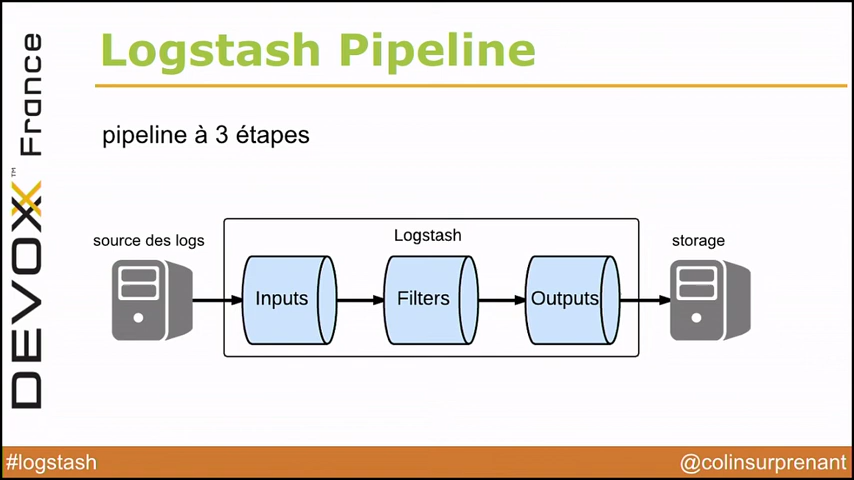 Logstash Pipeline
DEVOXX™ France
pipeline à 3 étapes
source des logs
Logstash
storage
Inputs
Filters
Outputs
#logstash
@colinsurprenant